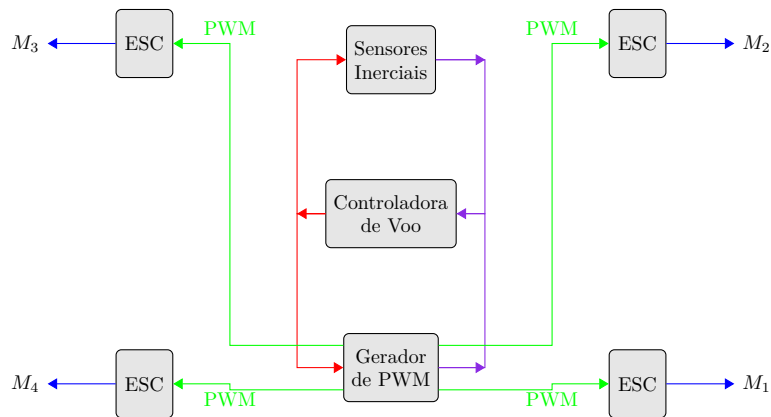 M₃
ESC
PWM
Sensores
Inerciais
PWM
ESC
M₂
Controladora
de Voo
M₄
ESC
PWM
Gerador
de PWM
PWM
ESC
M₁